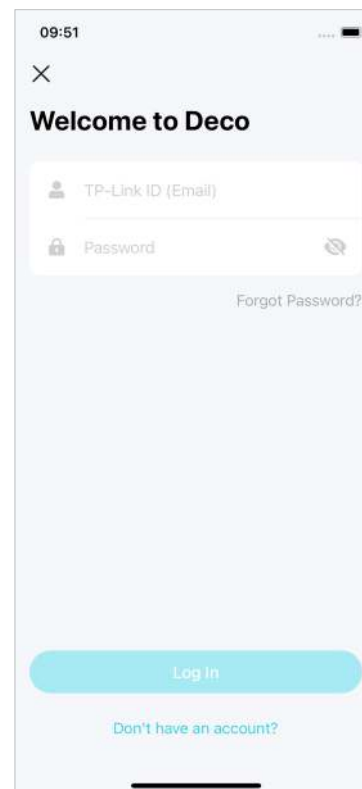 09:51
Welcome to Deco
TP-Link ID (Email)
Password
Forgot Password?
Log In
Don't have an account?